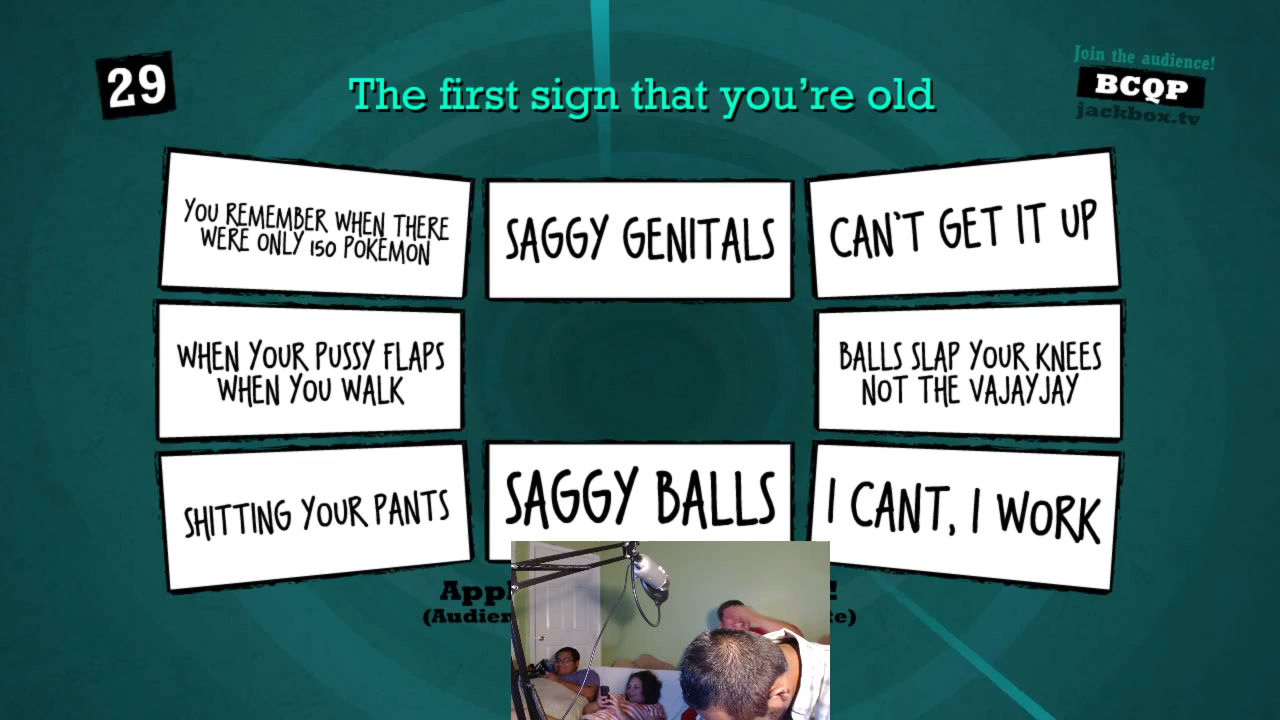 29
The first sign that you're old
Join the audience!
BCQP
jackbox.tv
YOU REMEMBER WHEN THERE
WERE ONLY 150 POKEMON
SAGGY GENITALS
CAN'T GET IT UP
WHEN YOUR PUSSY FLAPS
WHEN YOU WALK
BALLS SLAP YOUR KNEES
NOT THE VAJAYJAY
SHITTING YOUR PANTS
SAGGY BALLS
I CANT, I WORK